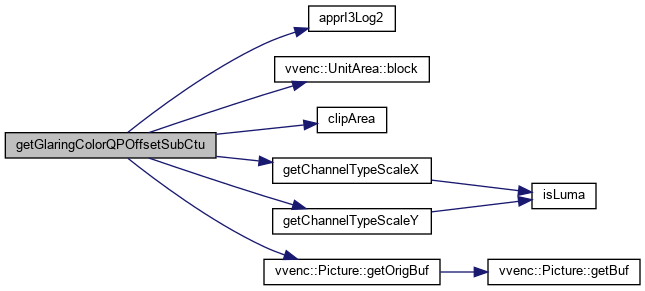 getGlaringColorQPOffsetSubCtu
apprI3Log2
vvenc::UnitArea::block
clipArea
getChannelTypeScaleX
getChannelTypeScaleY
isLuma
vvenc::Picture::getOrigBuf
vvenc::Picture::getBuf